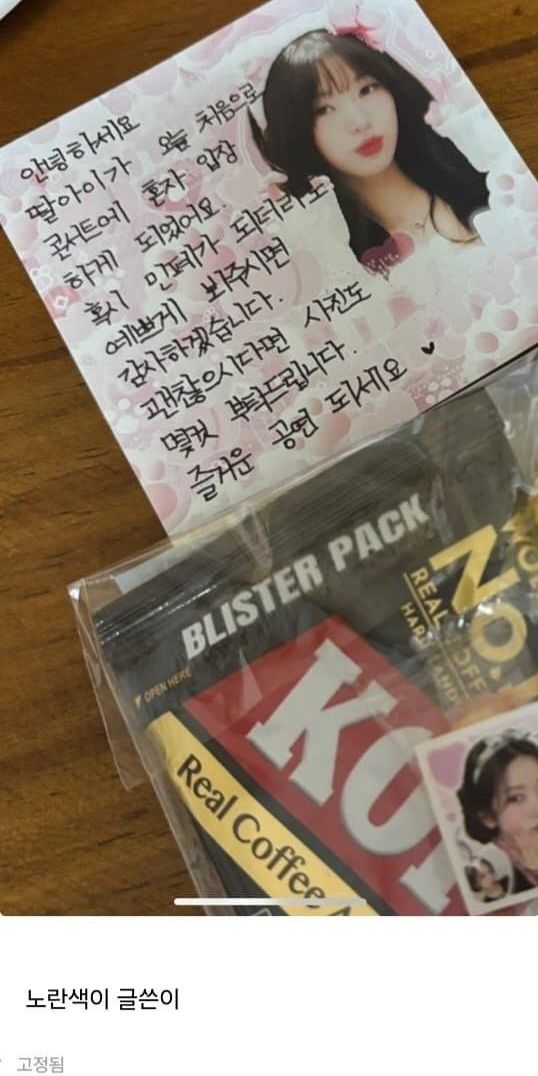 안녕하세요
딸아이가 오늘 처음으로
콘서트에 혼자 입장
하게 되었어요.
혹시 민폐가 되더라도
예쁘게 봐주시면
감사하겠습니다.
괜찮으시다면 사진도
몇컷 부탁드립니다.
즐거운 공연 되세요 ♥
BLISTER PACK
OPEN HERE
NO.1
REAL
HARD
KO
Real Coffee
노란색이 글쓴이
고정됨